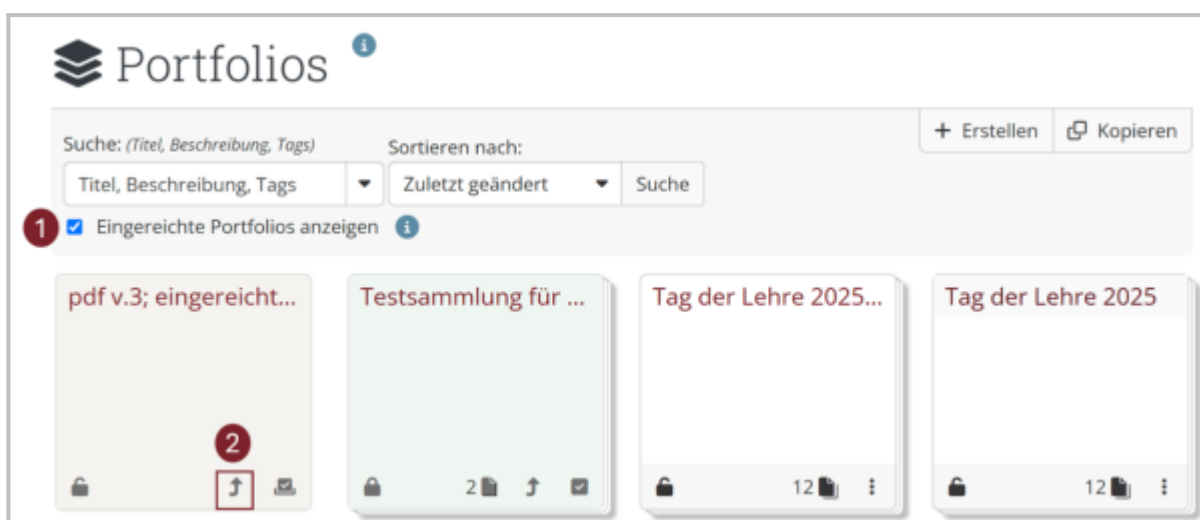 Portfolios
+ Erstellen
Kopieren
Suche: (Titel, Beschreibung, Tags)
Sortieren nach:
Titel, Beschreibung, Tags
Zuletzt geändert
Suche
1
Eingereichte Portfolios anzeigen
pdf v.3; eingereicht...
Testsammlung für ...
Tag der Lehre 2025...
Tag der Lehre 2025
2
2
12
12